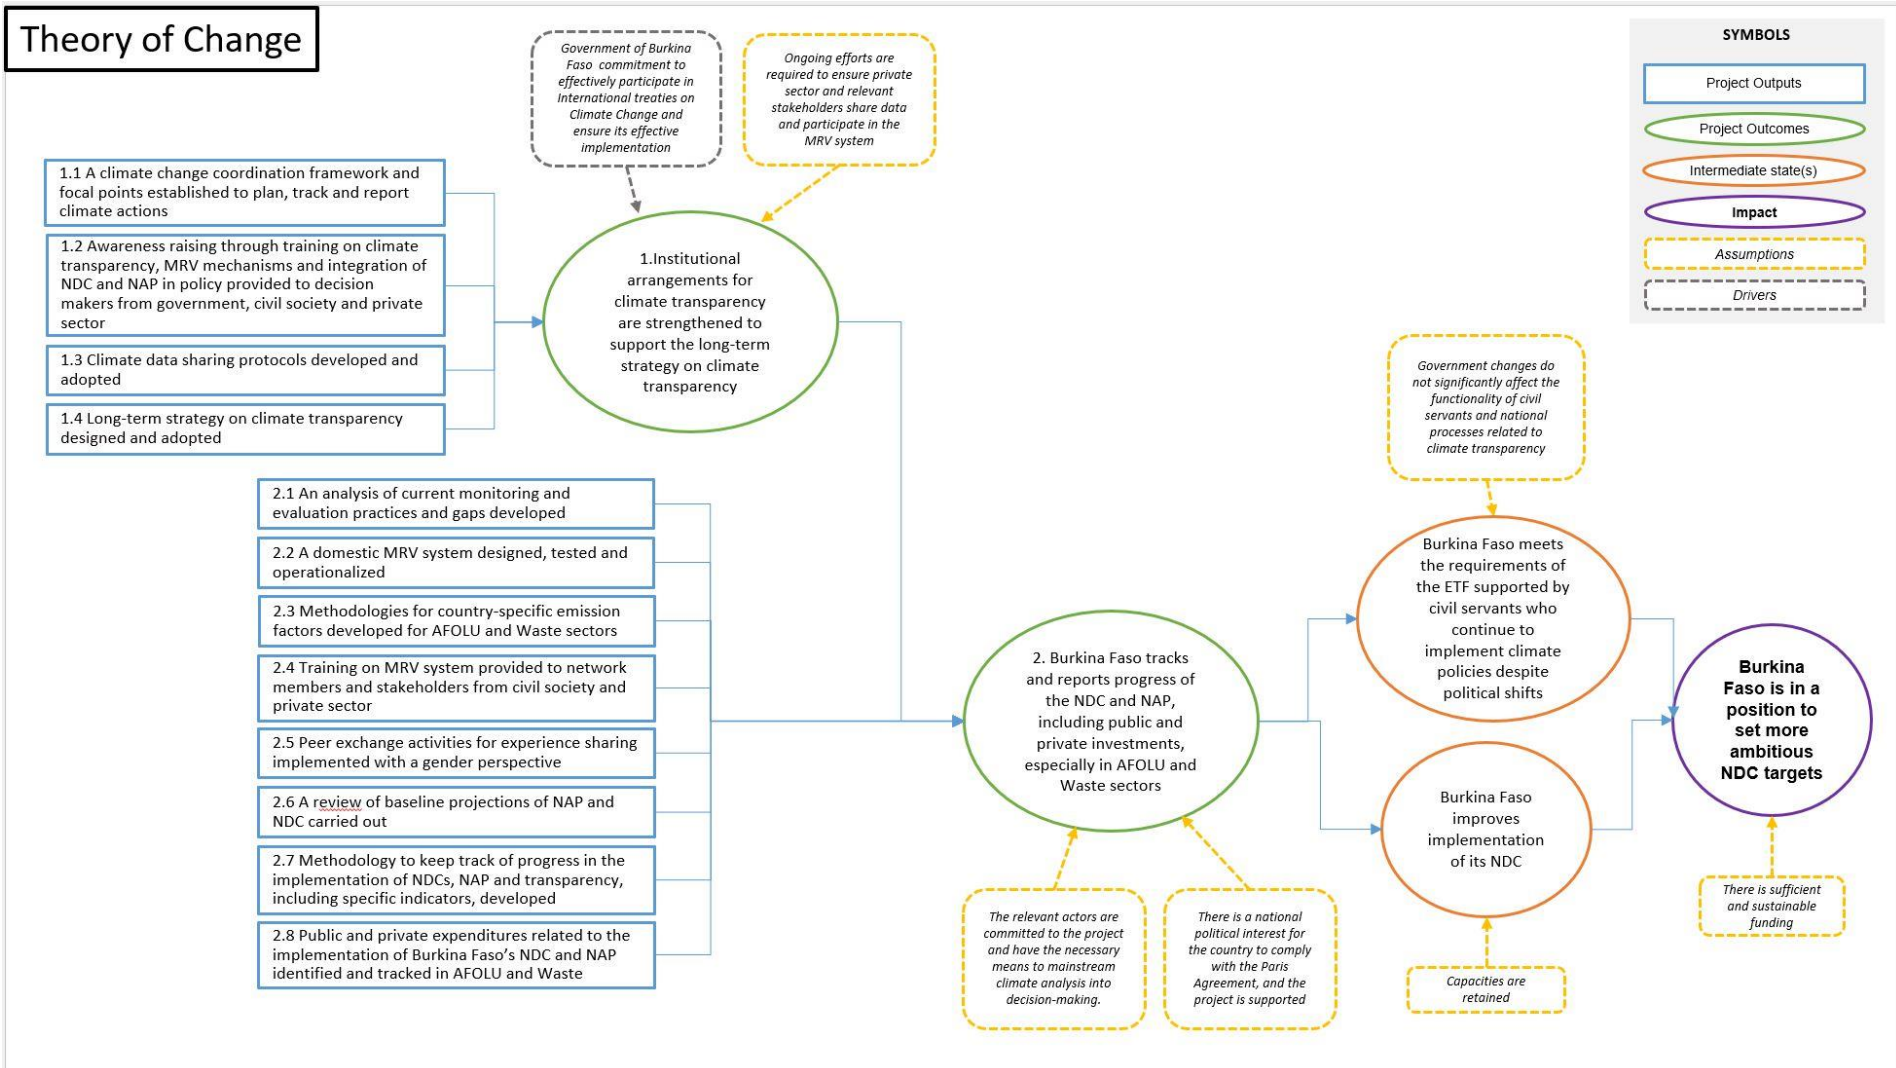 Theory of Change
Government of Burkina
Faso commitment to
effectively participate in
International treaties on
Climate Change and
ensure its effective
implementation
Ongoing efforts are
required to ensure private
sector and relevant
stakeholders share data
and participate in the
MRV system
SYMBOLS
Project Outputs
Project Outcomes
Intermediate state(s)
Impact
Assumptions
Drivers
1.1 A climate change coordination framework and
focal points established to plan, track and report
climate actions
1.2 Awareness raising through training on climate
transparency, MRV mechanisms and integration of
NDC and NAP in policy provided to decision
makers from government, civil society and private
sector
1.3 Climate data sharing protocols developed and
adopted
1.4 Long-term strategy on climate transparency
designed and adopted
1.Institutional
arrangements for
climate transparency
are strengthened to
support the long-term
strategy on climate
transparency
2.1 An analysis of current monitoring and
evaluation practices and gaps developed
2.2 A domestic MRV system designed, tested and
operationalized
2.3 Methodologies for country-specific emission
factors developed for AFOLU and Waste sectors
2.4 Training on MRV system provided to network
members and stakeholders from civil society and
private sector
2.5 Peer exchange activities for experience sharing
implemented with a gender perspective
2.6 A review of baseline projections of NAP and
NDC carried out
2.7 Methodology to keep track of progress in the
implementation of NDCs, NAP and transparency,
including specific indicators, developed
2.8 Public and private expenditures related to the
implementation of Burkina Faso’s NDC and NAP
identified and tracked in AFOLU and Waste
2. Burkina Faso tracks
and reports progress of
the NDC and NAP,
including public and
private investments,
especially in AFOLU and
Waste sectors
The relevant actors are
committed to the project
and have the necessary
means to mainstream
climate analysis into
decision-making.
There is a national
political interest for
the country to comply
with the Paris
Agreement, and the
project is supported
Government changes do
not significantly affect the
functionality of civil
servants and national
processes related to
climate transparency
Burkina Faso meets
the requirements of
the ETF supported by
civil servants who
continue to
implement climate
policies despite
political shifts
Burkina Faso
improves
implementation
of its NDC
Capacities are
retained
Burkina
Faso is in a
position to
set more
ambitious
NDC targets
There is sufficient
and sustainable
funding